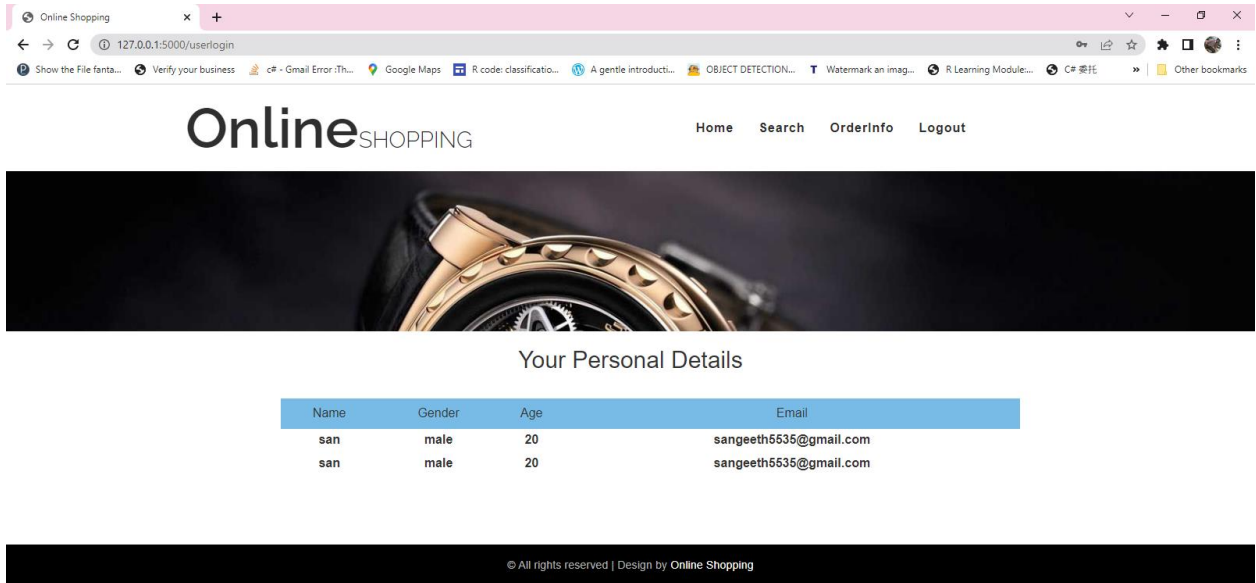 Online Shopping
127.0.0.1:5000/userlogin
Show the File fanta... Verify your business c# - Gmail Error :Th... Google Maps R code: classificatio... A gentle introducti... OBJECT DETECTION... Watermark an imag... R Learning Module:... C# 委托 » Other bookmarks
Online SHOPPING
Home Search OrderInfo Logout
Your Personal Details
Name Gender Age Email
san male 20 sangeeth5535@gmail.com
san male 20 sangeeth5535@gmail.com
© All rights reserved | Design by Online Shopping